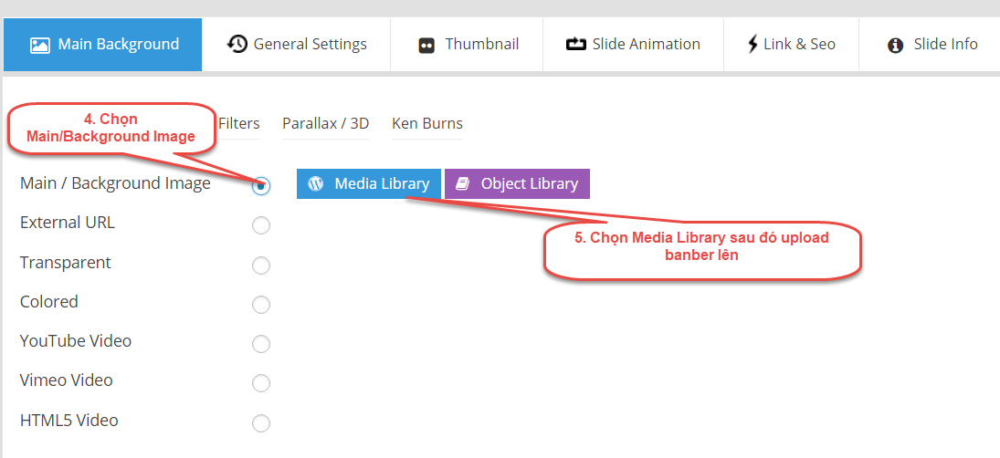 Main Background
General Settings
Thumbnail
Slide Animation
Link & Seo
Slide Info
4. Chọn
Main/Background Image
Filters
Parallax / 3D
Ken Burns
Main / Background Image
Media Library
Object Library
External URL
5. Chọn Media Library sau đó upload
banber lên
Transparent
Colored
YouTube Video
Vimeo Video
HTML5 Video